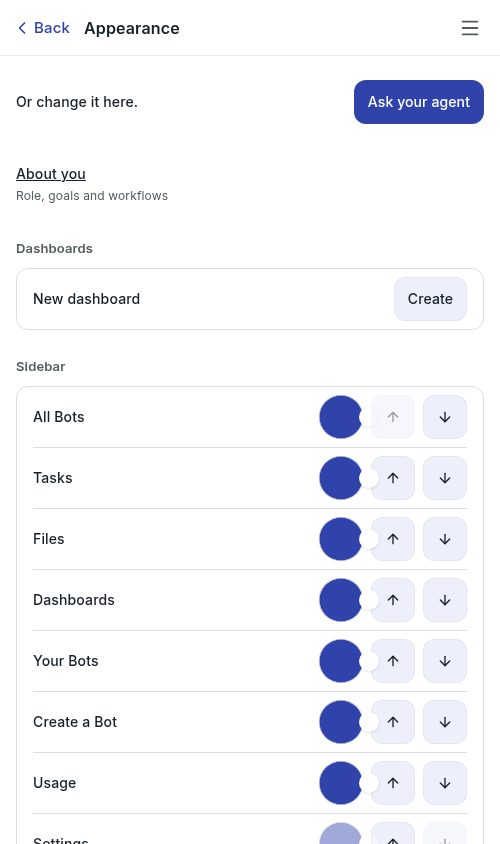 Back Appearance
Or change it here.
Ask your agent
About you
Role, goals and workflows
Dashboards
New dashboard
Create
Sidebar
All Bots
Tasks
Files
Dashboards
Your Bots
Create a Bot
Usage
Settings